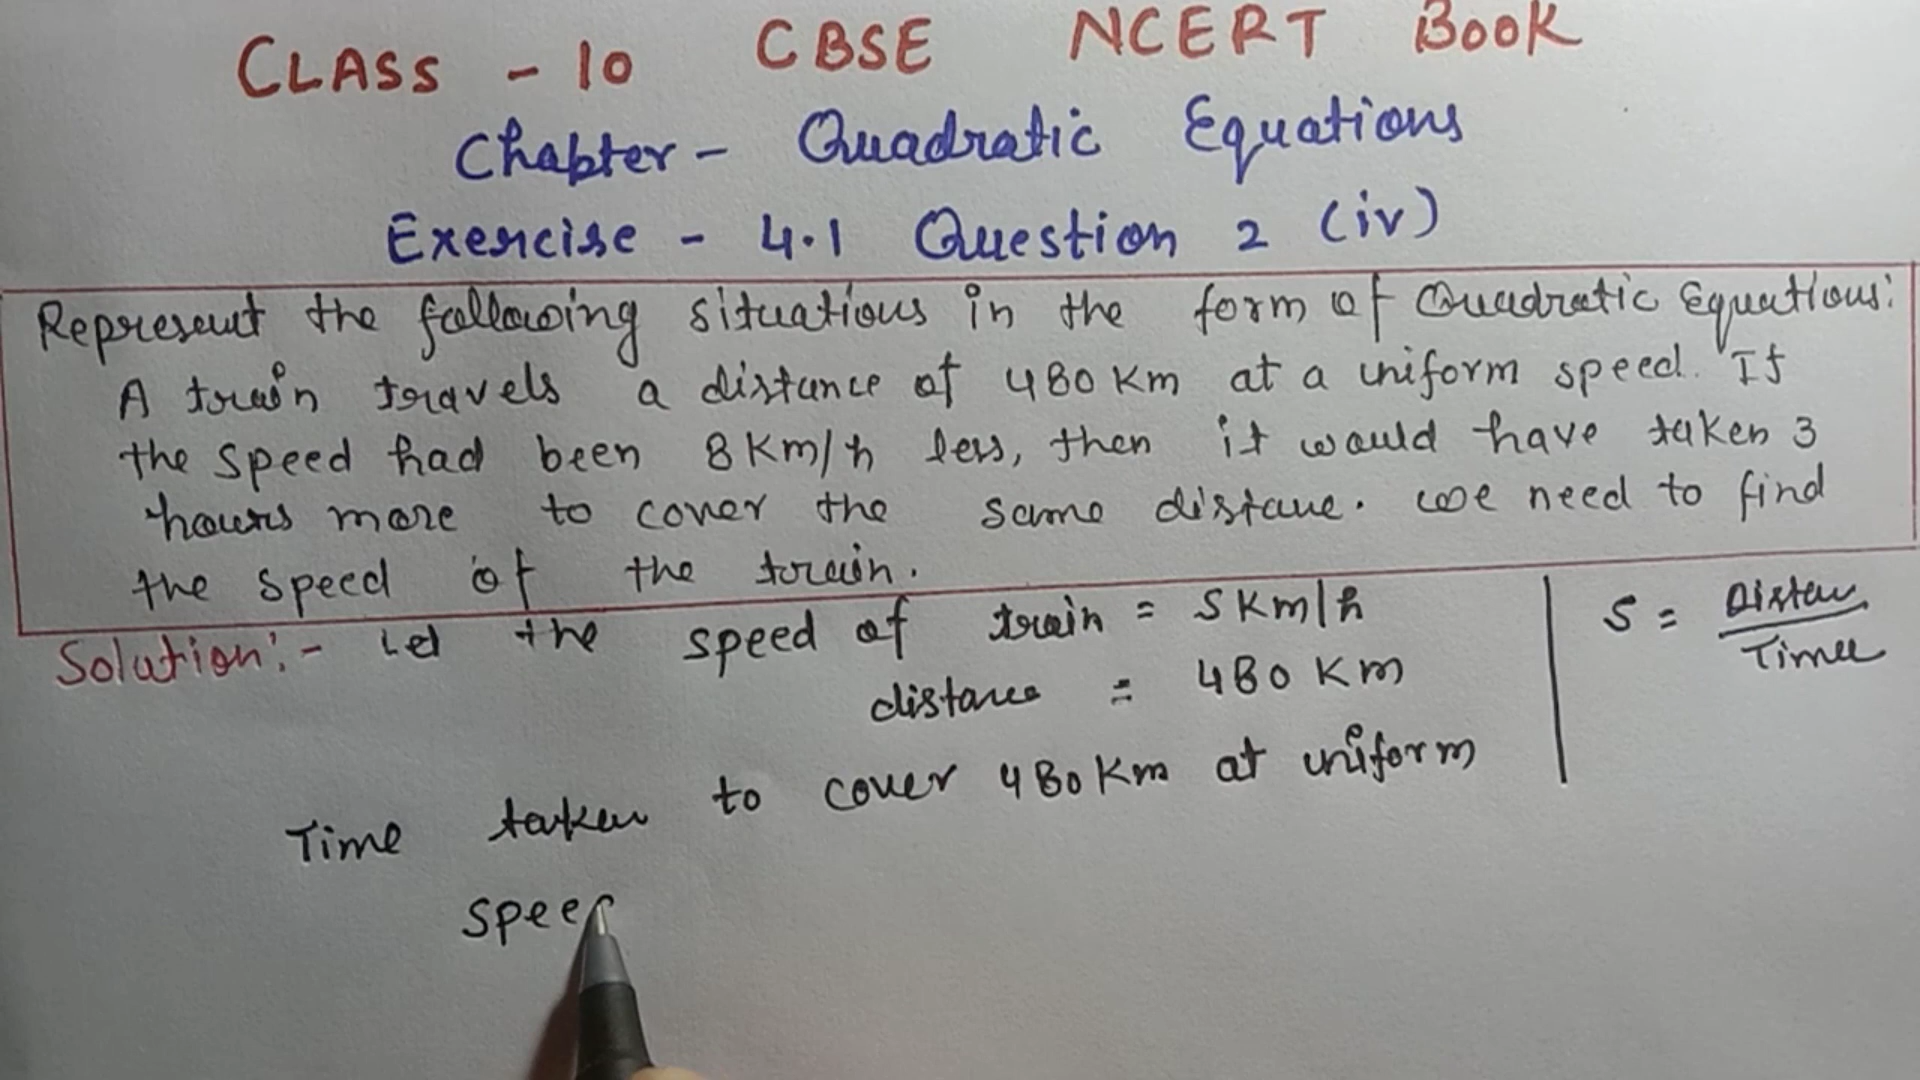 CLASS - 10 CBSE NCERT Book
Chapter - Quadratic Equations
Exercise - 4.1 Question 2 (iv)
Represent the following situations in the form of Quadratic Equations:
A train travels a distance of 480 Km at a uniform speed. If
the speed had been 8 Km/h less, then it would have taken 3
hours more to cover the same distance. we need to find
the speed of the train.
Solution:- Let the speed of train = S Km/h
S = Distan / Time
distance = 480 Km
Time taken to cover 480 Km at uniform
speed